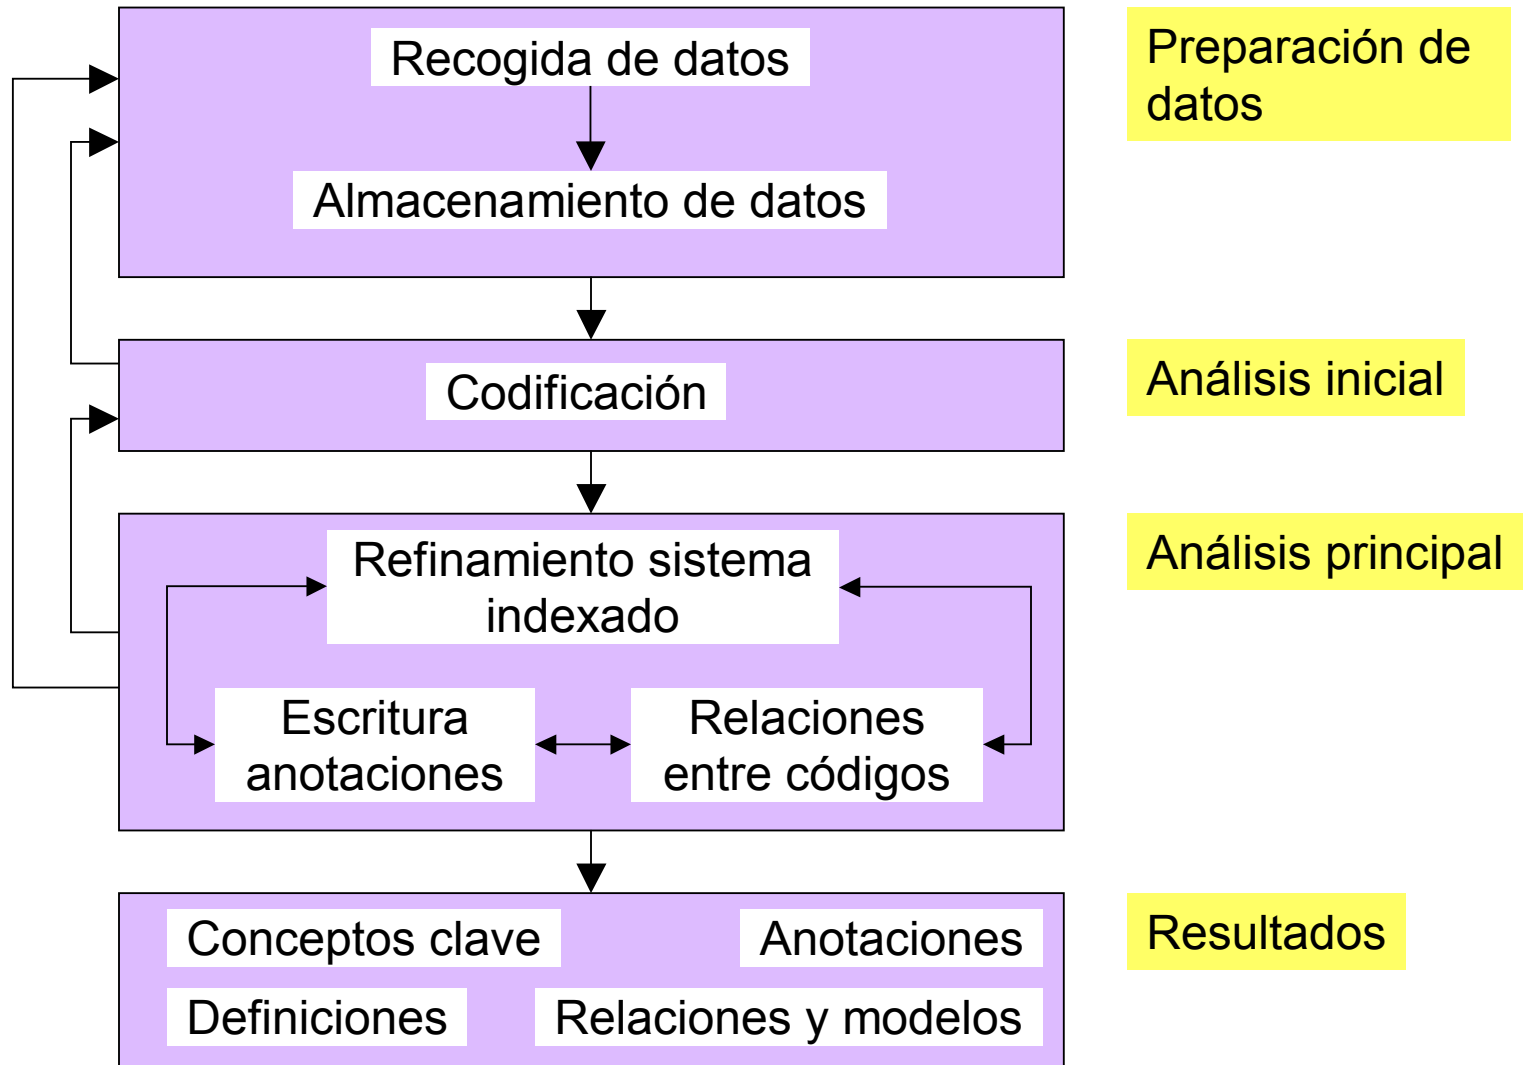 Recogida de datos
Almacenamiento de datos
Preparación de
datos
Codificación
Análisis inicial
Refinamiento sistema
indexado
Escritura
anotaciones
Relaciones
entre códigos
Análisis principal
Conceptos clave
Anotaciones
Definiciones
Relaciones y modelos
Resultados